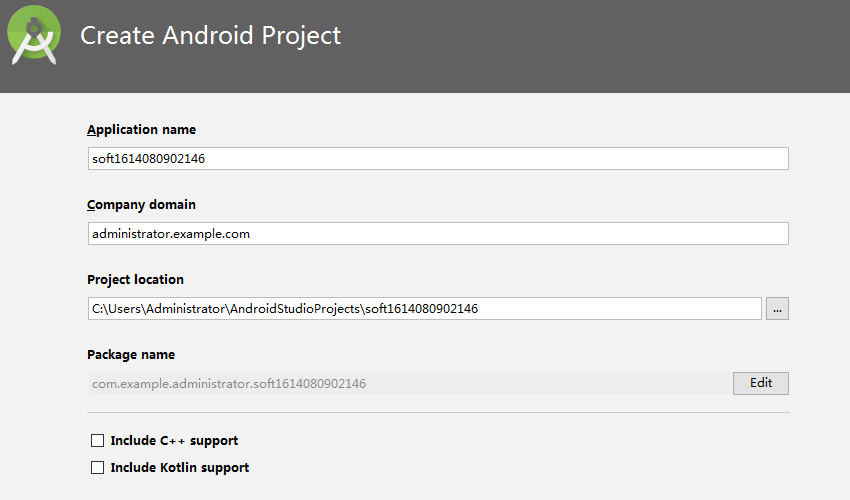 Create Android Project
Application name
soft1614080902146
Company domain
administrator.example.com
Project location
C:\Users\Administrator\AndroidStudioProjects\soft1614080902146
...
Package name
com.example.administrator.soft1614080902146
Edit
Include C++ support
Include Kotlin support